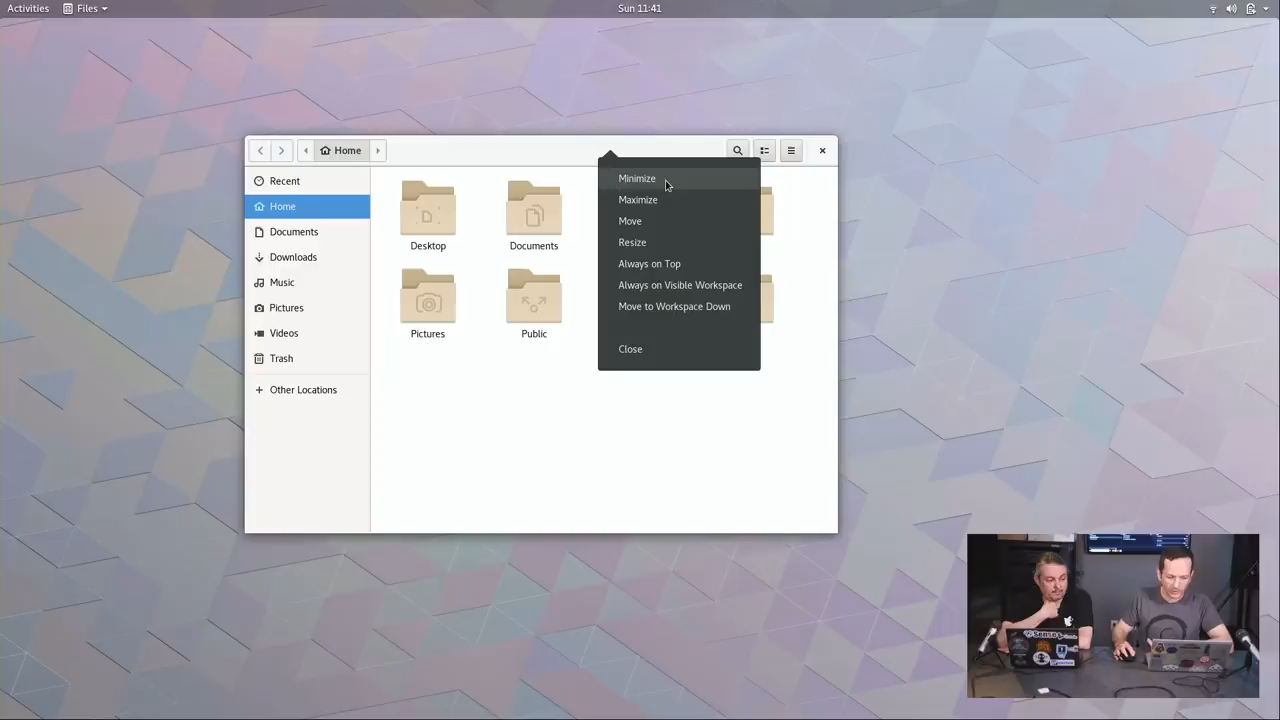 Activities
Files
Sun 11:41
Home
Recent
Home
Documents
Downloads
Music
Pictures
Videos
Trash
Other Locations
Desktop
Documents
Pictures
Public
Minimize
Maximize
Move
Resize
Always on Top
Always on Visible Workspace
Move to Workspace Down
Close